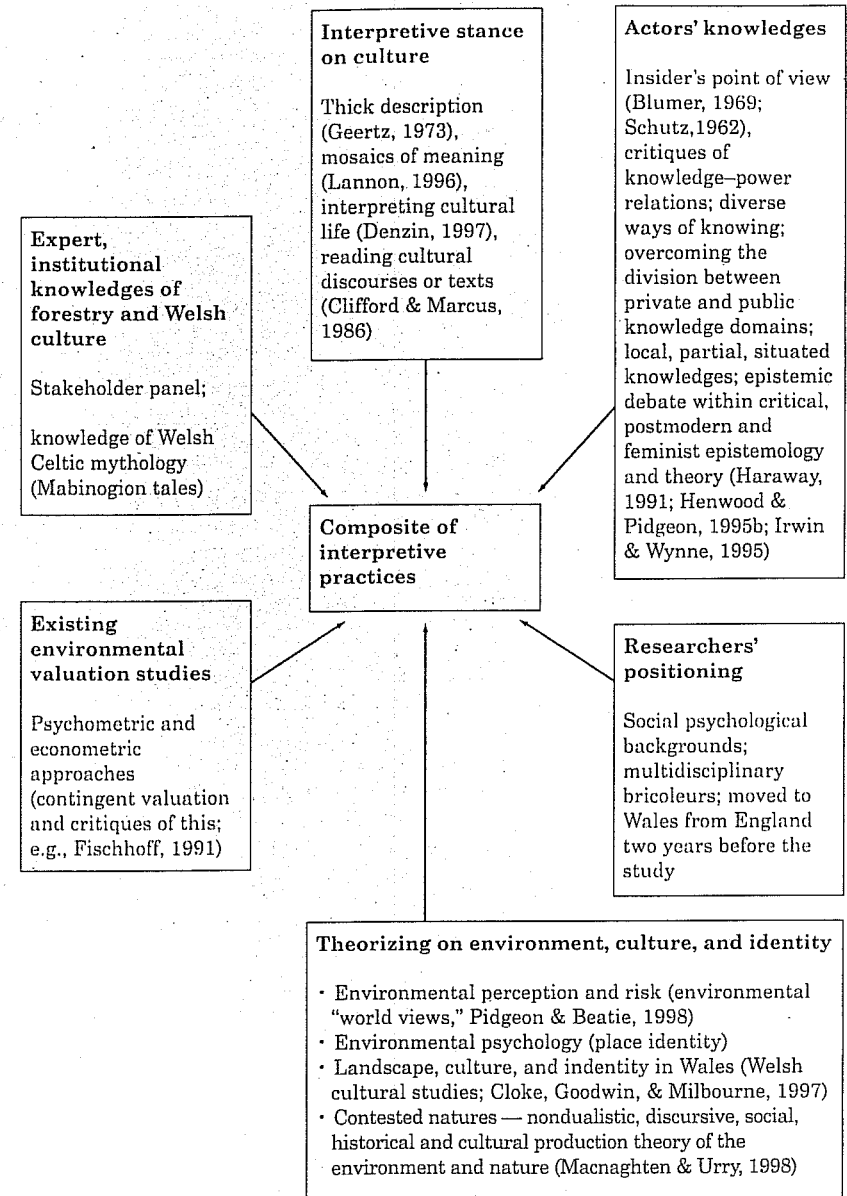 Interpretive stance
on culture
Thick description
(Geertz, 1973),
mosaics of meaning
(Lannon, 1996),
interpreting cultural
life (Denzin, 1997),
reading cultural
discourses or texts
(Clifford & Marcus,
1986)
Actors' knowledges
Insider's point of view
(Blumer, 1969;
Schutz,1962),
critiques of
knowledge–power
relations; diverse
ways of knowing;
overcoming the
division between
private and public
knowledge domains;
local, partial, situated
knowledges; epistemic
debate within critical,
postmodern and
feminist epistemology
and theory (Haraway,
1991; Henwood &
Pidgeon, 1995b; Irwin
& Wynne, 1995)
Expert,
institutional
knowledges of
forestry and Welsh
culture
Stakeholder panel;
knowledge of Welsh
Celtic mythology
(Mabinogion tales)
Composite of
interpretive
practices
Existing
environmental
valuation studies
Psychometric and
econometric
approaches
(contingent valuation
and critiques of this;
e.g., Fischhoff, 1991)
Researchers'
positioning
Social psychological
backgrounds;
multidisciplinary
bricoleurs; moved to
Wales from England
two years before the
study
Theorizing on environment, culture, and identity
· Environmental perception and risk (environmental
"world views," Pidgeon & Beatie, 1998)
· Environmental psychology (place identity)
· Landscape, culture, and indentity in Wales (Welsh
cultural studies; Cloke, Goodwin, & Milbourne, 1997)
· Contested natures — nondualistic, discursive, social,
historical and cultural production theory of the
environment and nature (Macnaghten & Urry, 1998)